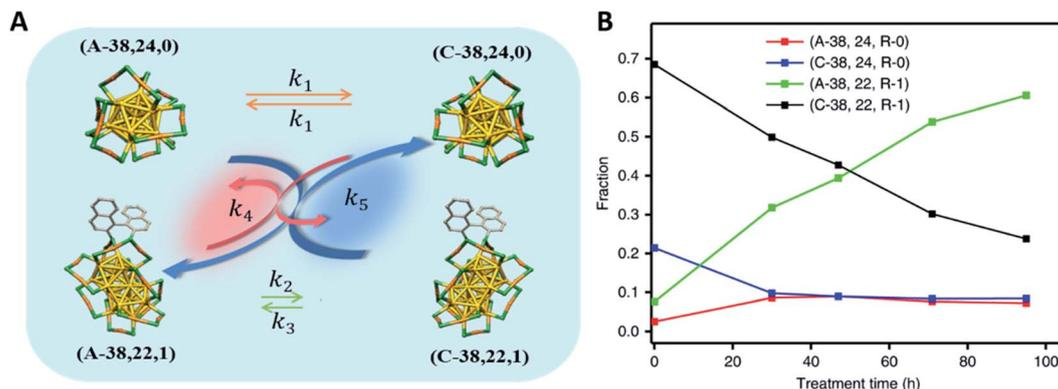 A
(A-38,24,0)
(C-38,24,0)
k₁
k₁
k₄
k₅
k₂
k₃
(A-38,22,1)
(C-38,22,1)
B
(A-38, 24, R-0)
(C-38, 24, R-0)
(A-38, 22, R-1)
(C-38, 22, R-1)
Fraction
0.7
0.6
0.5
0.4
0.3
0.2
0.1
0.0
0 20 40 60 80 100
Treatment time (h)